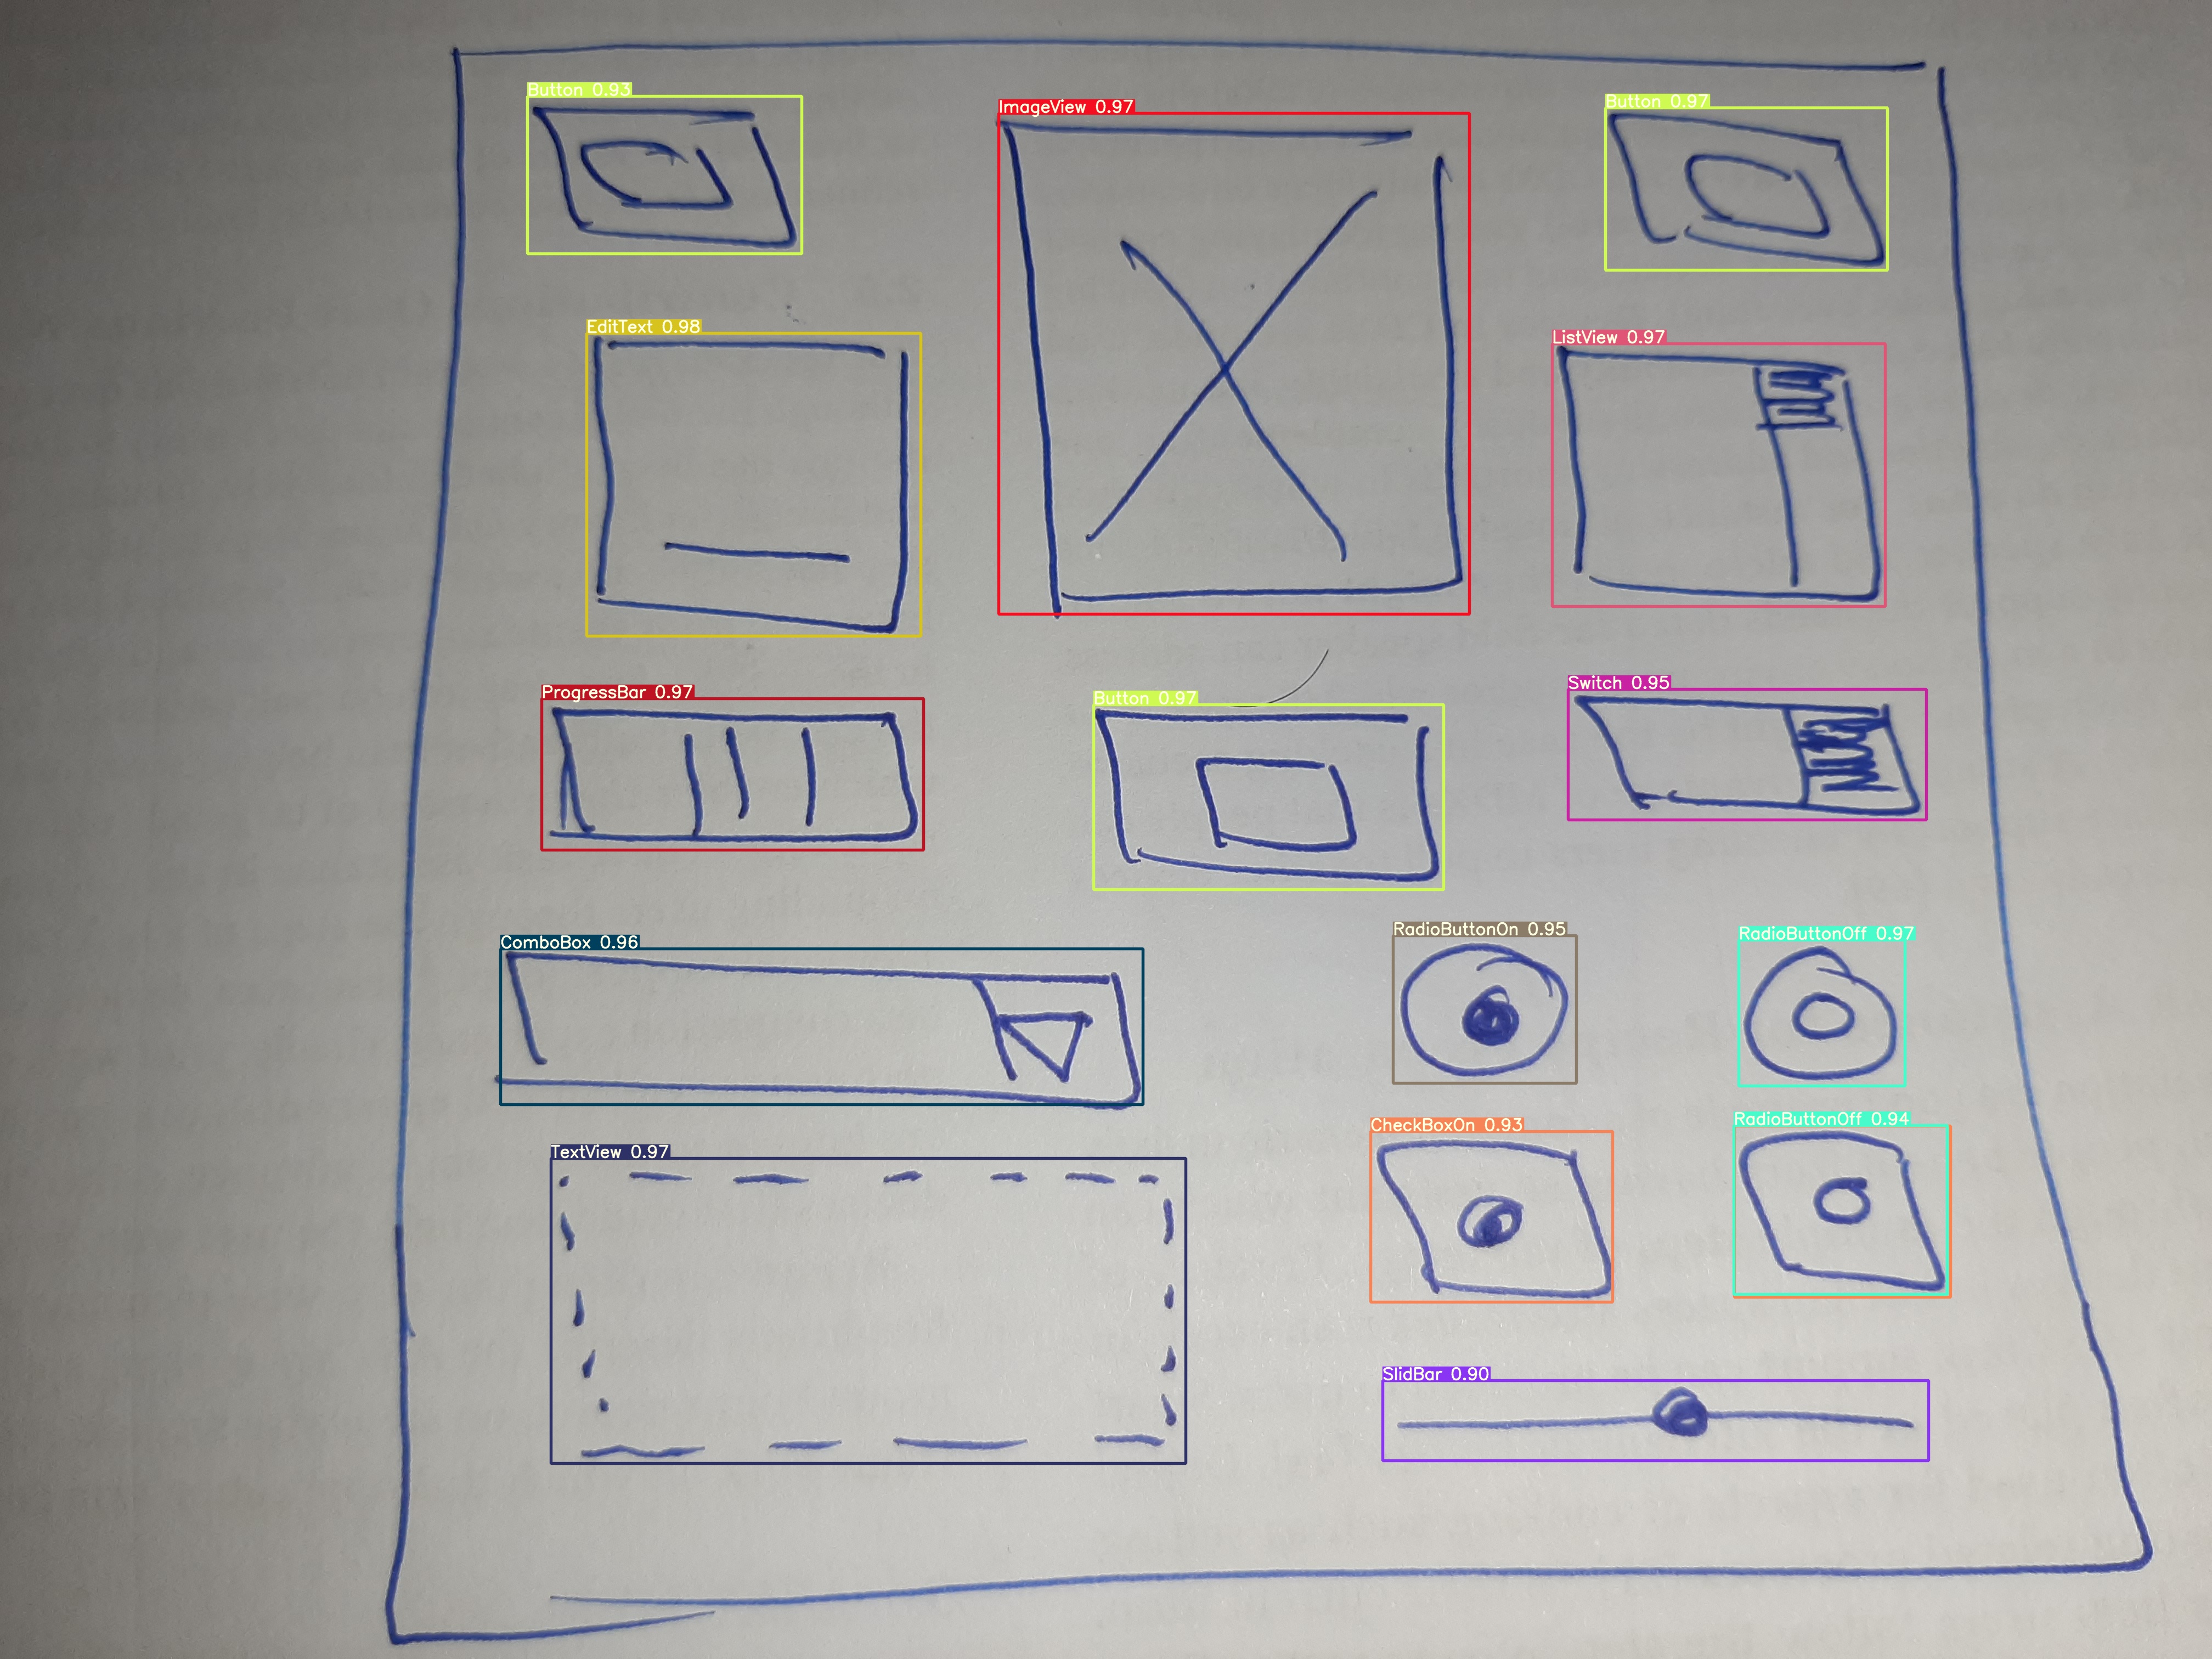 Button 0.93
ImageView 0.97
Button 0.97
EditText 0.98
ListView 0.97
ProgressBar 0.97
Button 0.97
Switch 0.95
ComboBox 0.96
RadioButtonOn 0.95
RadioButtonOff 0.97
TextView 0.97
CheckBoxOn 0.93
RadioButtonOff 0.94
SlidBar 0.90